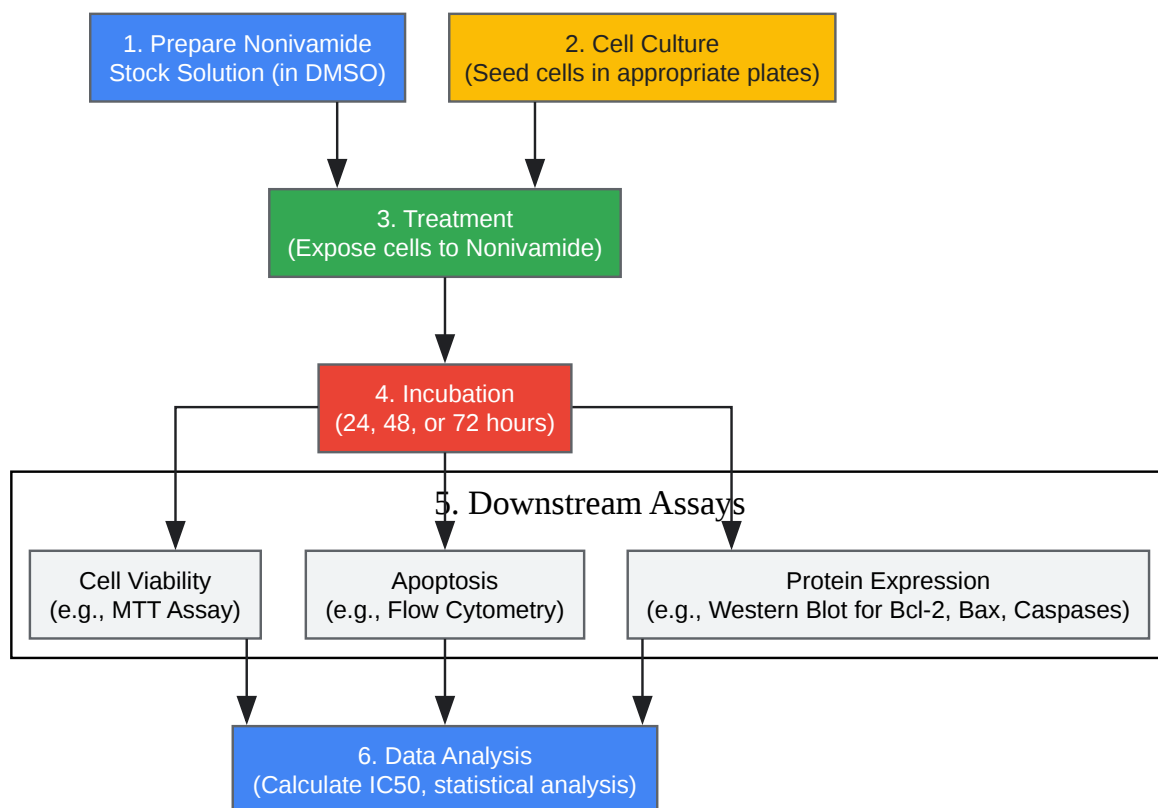 1. Prepare Nonivamide
Stock Solution (in DMSO)
2. Cell Culture
(Seed cells in appropriate plates)
3. Treatment
(Expose cells to Nonivamide)
4. Incubation
(24, 48, or 72 hours)
5. Downstream Assays
Cell Viability
(e.g., MTT Assay)
Apoptosis
(e.g., Flow Cytometry)
Protein Expression
(e.g., Western Blot for Bcl-2, Bax, Caspases)
6. Data Analysis
(Calculate IC50, statistical analysis)